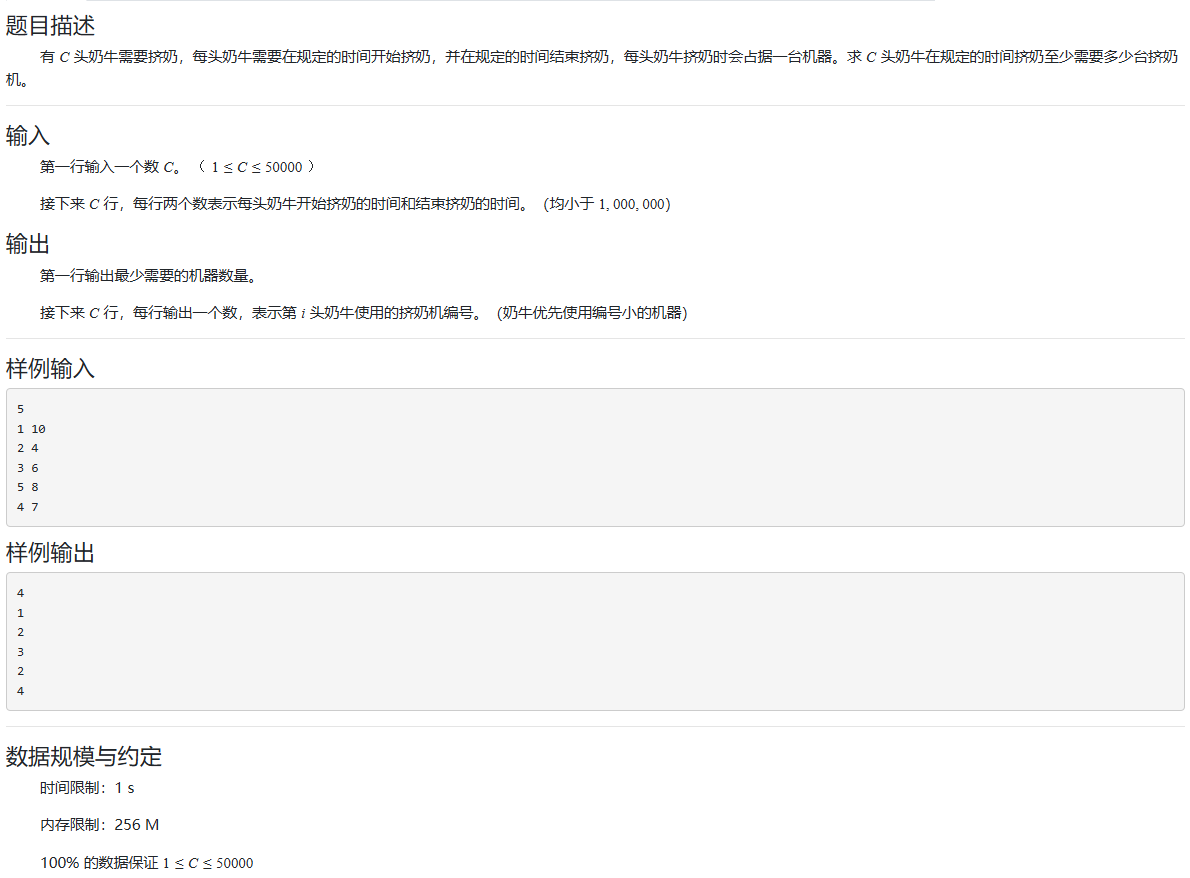 题目描述
有 C 头奶牛需要挤奶，每头奶牛需要在规定的时间开始挤奶，并在规定的时间结束挤奶，每头奶牛挤奶时会占据一台机器。求 C 头奶牛在规定的时间挤奶至少需要多少台挤奶
机。
输入
第一行输入一个数 C。（ 1 ≤ C ≤ 50000 ）
接下来 C 行，每行两个数表示每头奶牛开始挤奶的时间和结束挤奶的时间。（均小于 1, 000, 000）
输出
第一行输出最少需要的机器数量。
接下来 C 行，每行输出一个数，表示第 i 头奶牛使用的挤奶机编号。（奶牛优先使用编号小的机器）
样例输入
5
1 10
2 4
3 6
5 8
4 7
样例输出
4
1
2
3
2
4
数据规模与约定
时间限制：1 s
内存限制：256 M
100% 的数据保证 1 ≤ C ≤ 50000